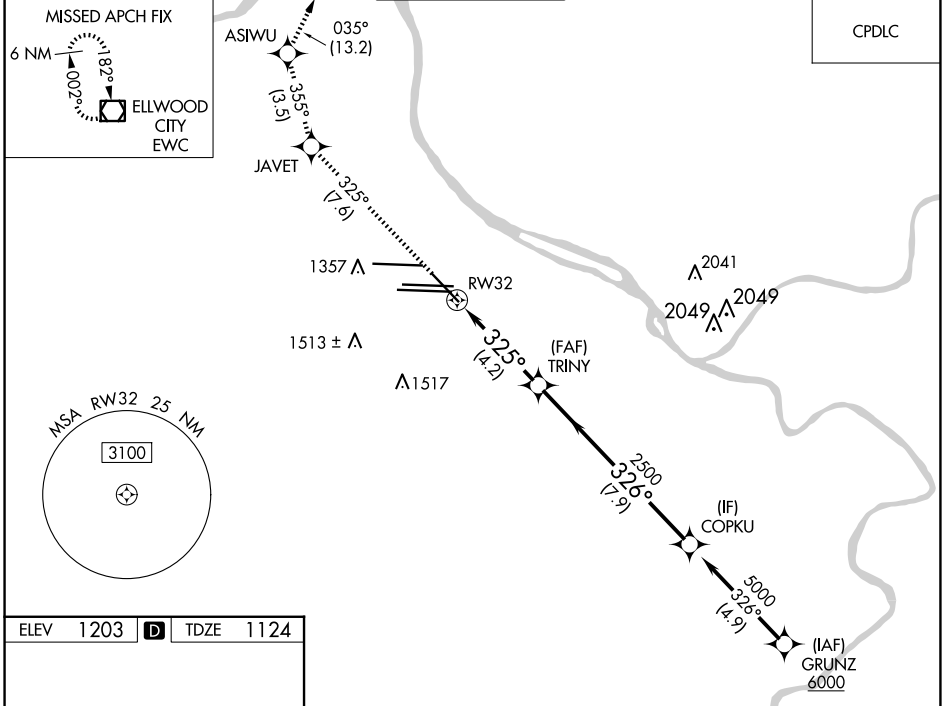 MISSED APCH FIX
6 NM
182°
002°
ELLWOOD
CITY
EWC
ASIWU
035°
(13.2)
CPDLC
355°
(3.5)
JAVET
325°
(7.6)
1357
RW32
2041
2049
2049
1513 ±
1517
325°
(4.2)
(FAF)
TRINY
MSA RW32 25 NM
3100
2500
326°
(7.9)
(IF)
COPKU
5000
326°
(4.9)
(IAF)
GRUNZ
6000
ELEV 1203 D TDZE 1124